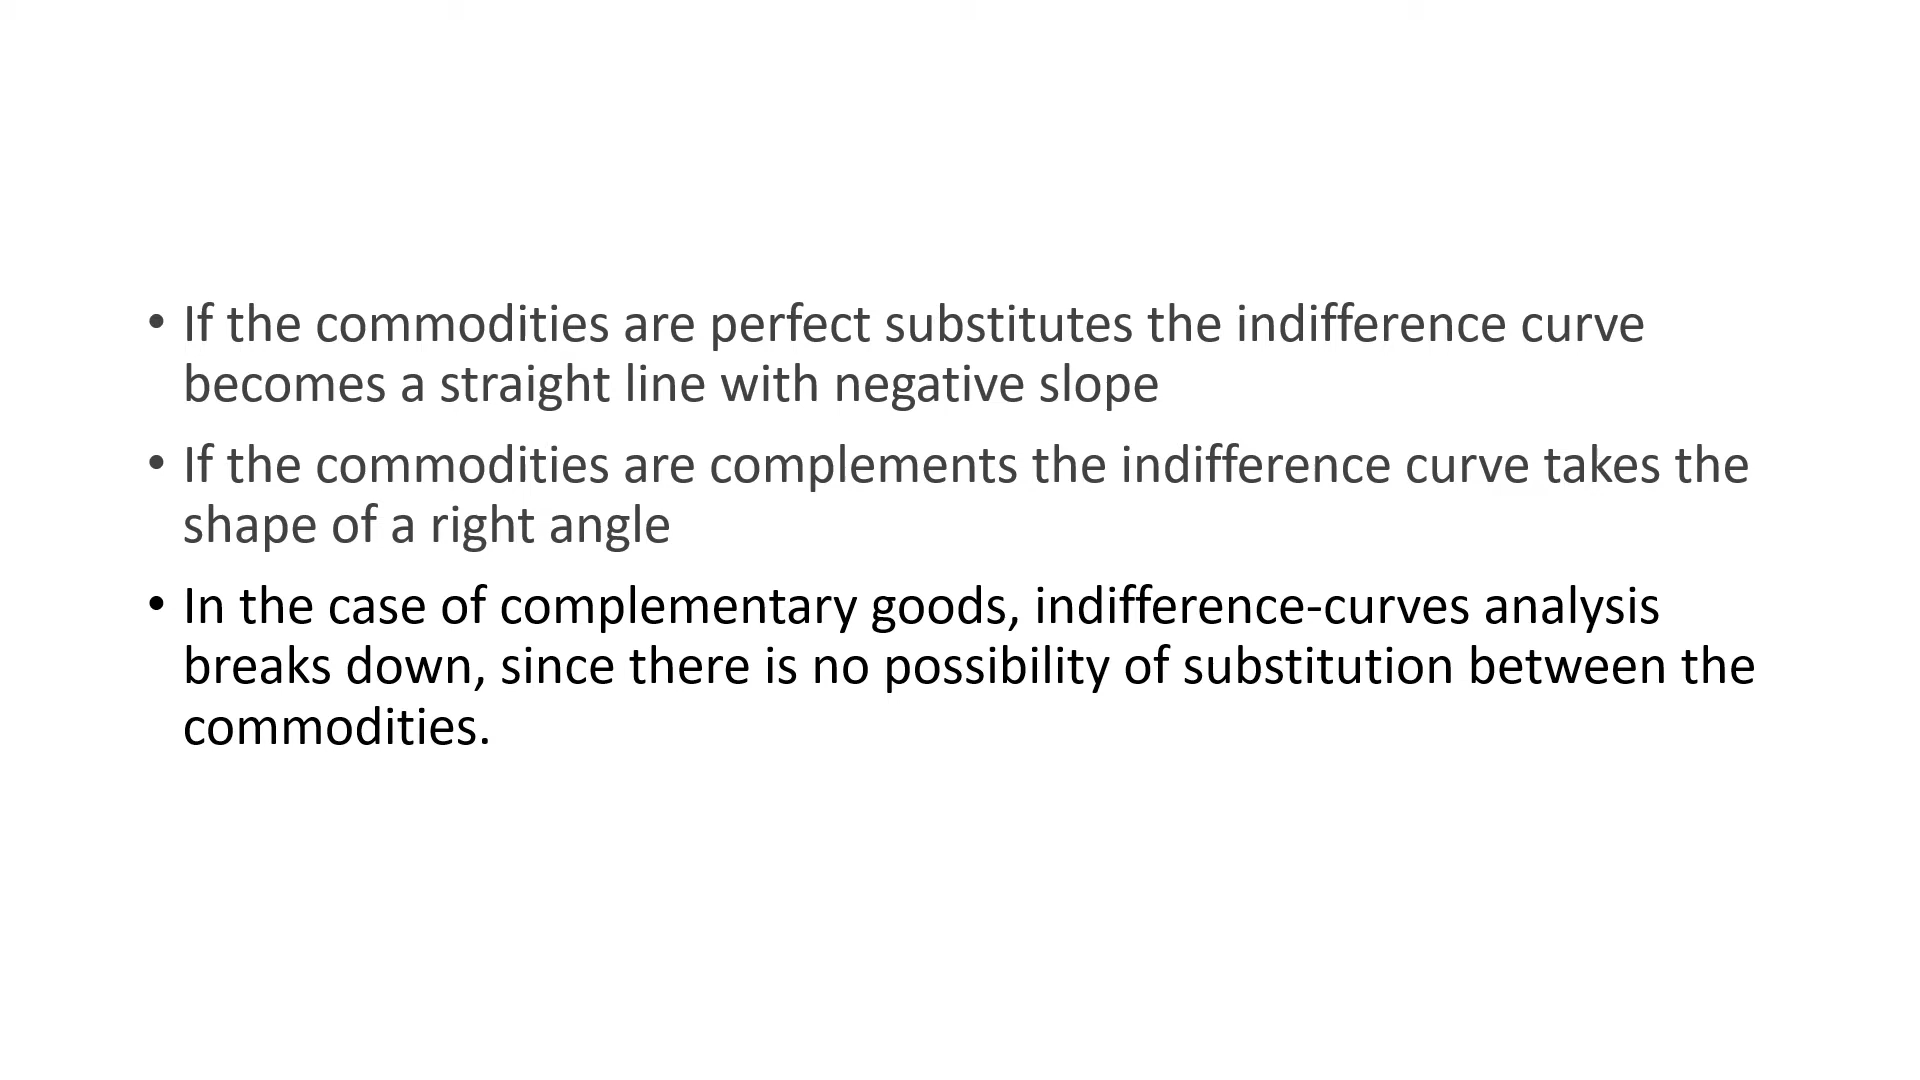 • If the commodities are perfect substitutes the indifference curve
becomes a straight line with negative slope
• If the commodities are complements the indifference curve takes the
shape of a right angle
• In the case of complementary goods, indifference-curves analysis
breaks down, since there is no possibility of substitution between the
commodities.